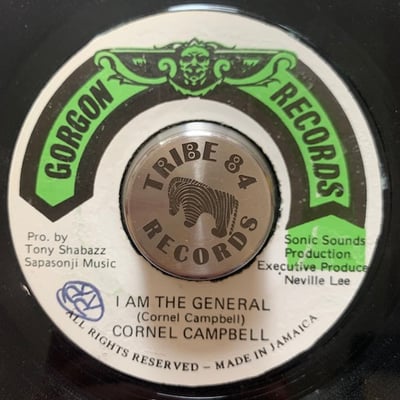 GORGON RECORDS
TRIBE 84
RECORDS
Pro. by
Tony Shabazz
Sapasonji Music
Sonic Sounds
Production
Executive Produce
Neville Lee
I AM THE GENERAL
(Cornel Campbell)
CORNEL CAMPBELL
ALL RIGHTS RESERVED - MADE IN JAMAICA